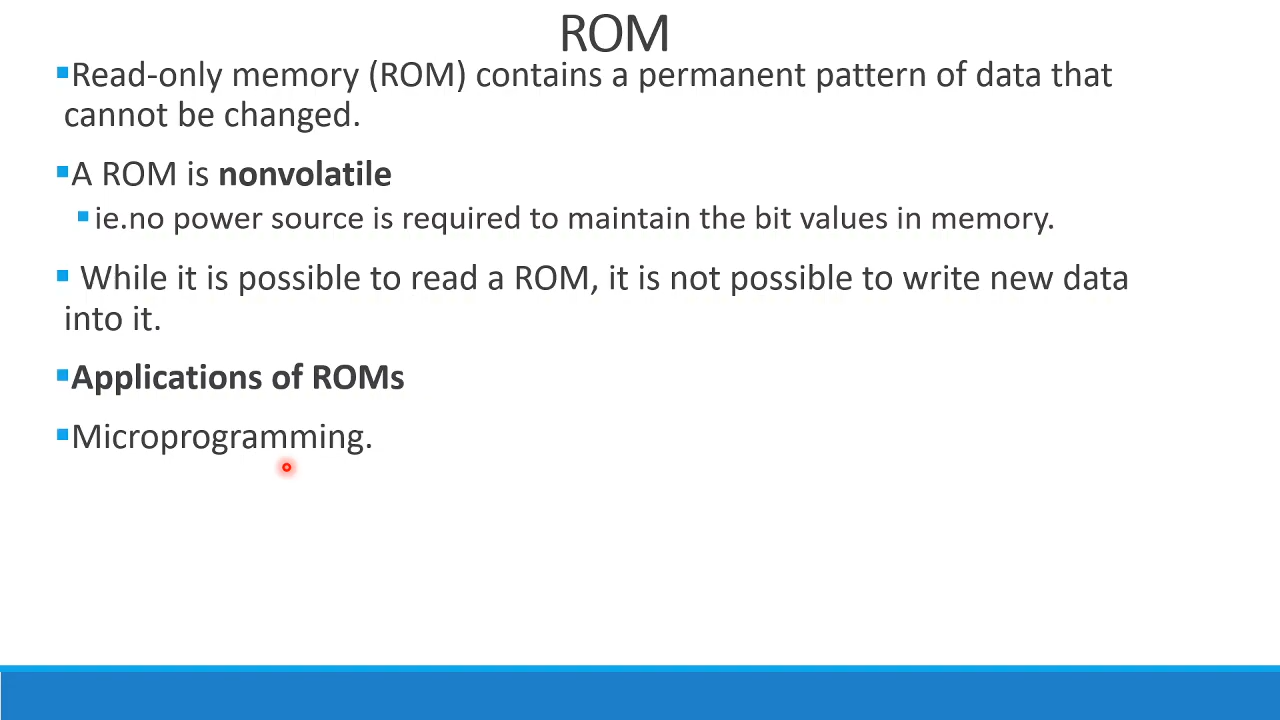 ROM
▪Read-only memory (ROM) contains a permanent pattern of data that
cannot be changed.
▪A ROM is nonvolatile
▪ie.no power source is required to maintain the bit values in memory.
▪ While it is possible to read a ROM, it is not possible to write new data
into it.
▪Applications of ROMs
▪Microprogramming.